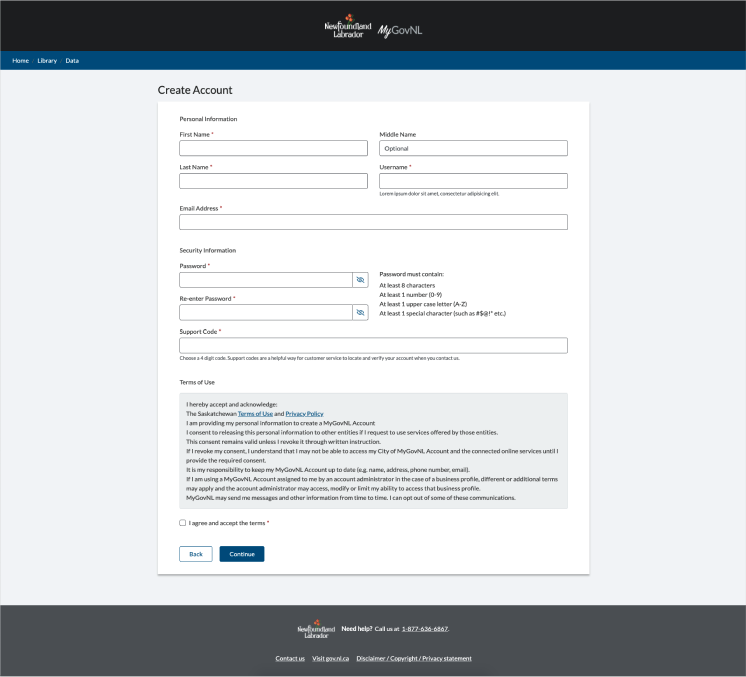 Newfoundland
Labrador
MyGovNL
Home / Library / Data
Create Account
Personal Information
First Name *
Middle Name
Optional
Last Name *
Username *
Lorem ipsum dolor sit amet, consectetur adipisicing elit.
Email Address *
Security Information
Password *
Re-enter Password *
Password must contain:
At least 8 characters
At least 1 number (0-9)
At least 1 upper case letter (A-Z)
At least 1 special character (such as #$@!* etc,)
Support Code *
Choose a 4 digit code. Support codes are a helpful way for customer service to locate and verify your account when you contact us.
Terms of Use
I hereby accept and acknowledge:
The Saskatchewan Terms of Use and Privacy Policy
I am providing my personal information to create a MyGovNL Account
I consent to releasing this personal information to other entities if I request to use services offered by those entities.
This consent remains valid unless I revoke it through written instruction.
If I revoke my consent, I understand that I may not be able to access my City of MyGovNL Account and the connected online services until I
provide the required consent.
It is my responsibility to keep my MyGovNL Account up to date (e.g. name, address, phone number, email).
If I am using a MyGovNL Account assigned to me by an account administrator in the case of a business profile, different or additional terms
may apply and the account administrator may access, modify or limit my ability to access that business profile.
MyGovNL may send me messages and other information from time to time. I can opt out of some of these communications.
I agree and accept the terms *
Back
Continue
Newfoundland
Labrador
Need help? Call us at 1-877-636-6867.
Contact us Visit gov.nl.ca Disclaimer / Copyright / Privacy statement